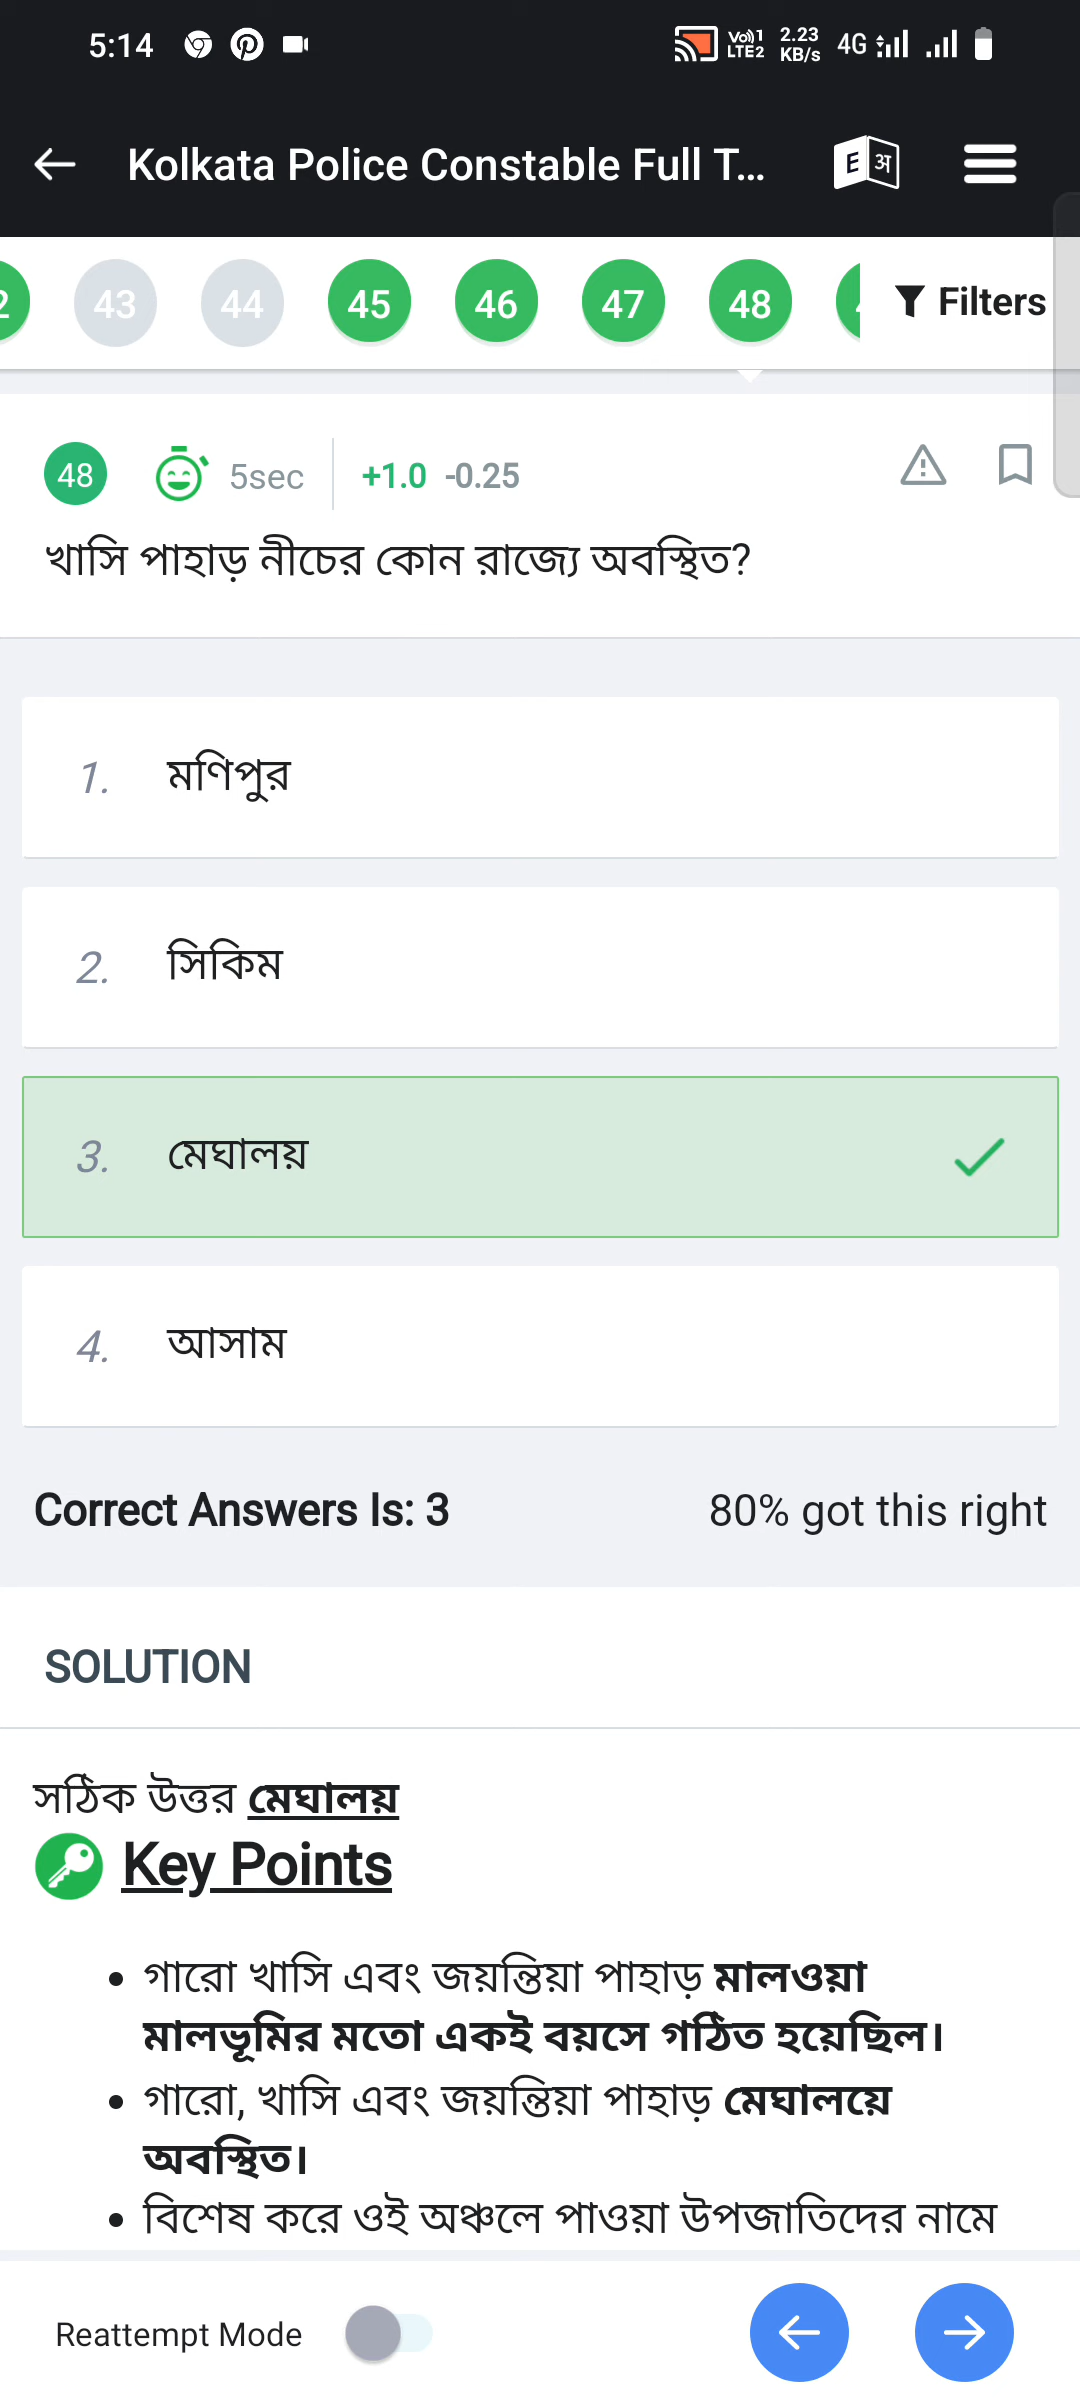 5:14 Vo))1 LTE2 2.23 KB/s 4G
Kolkata Police Constable Full T... E अ
43 44 45 46 47 48 Filters
48 5sec +1.0 -0.25
খাসি পাহাড় নীচের কোন রাজ্যে অবস্থিত?
1. মণিপুর
2. সিকিম
3. মেঘালয়
4. আসাম
Correct Answers Is: 3 80% got this right
SOLUTION
সঠিক উত্তর মেঘালয়
Key Points
• গারো খাসি এবং জয়ন্তিয়া পাহাড় মালওয়া
মালভূমির মতো একই বয়সে গঠিত হয়েছিল।
• গারো, খাসি এবং জয়ন্তিয়া পাহাড় মেঘালয়ে
অবস্থিত।
• বিশেষ করে ওই অঞ্চলে পাওয়া উপজাতিদের নামে
Reattempt Mode